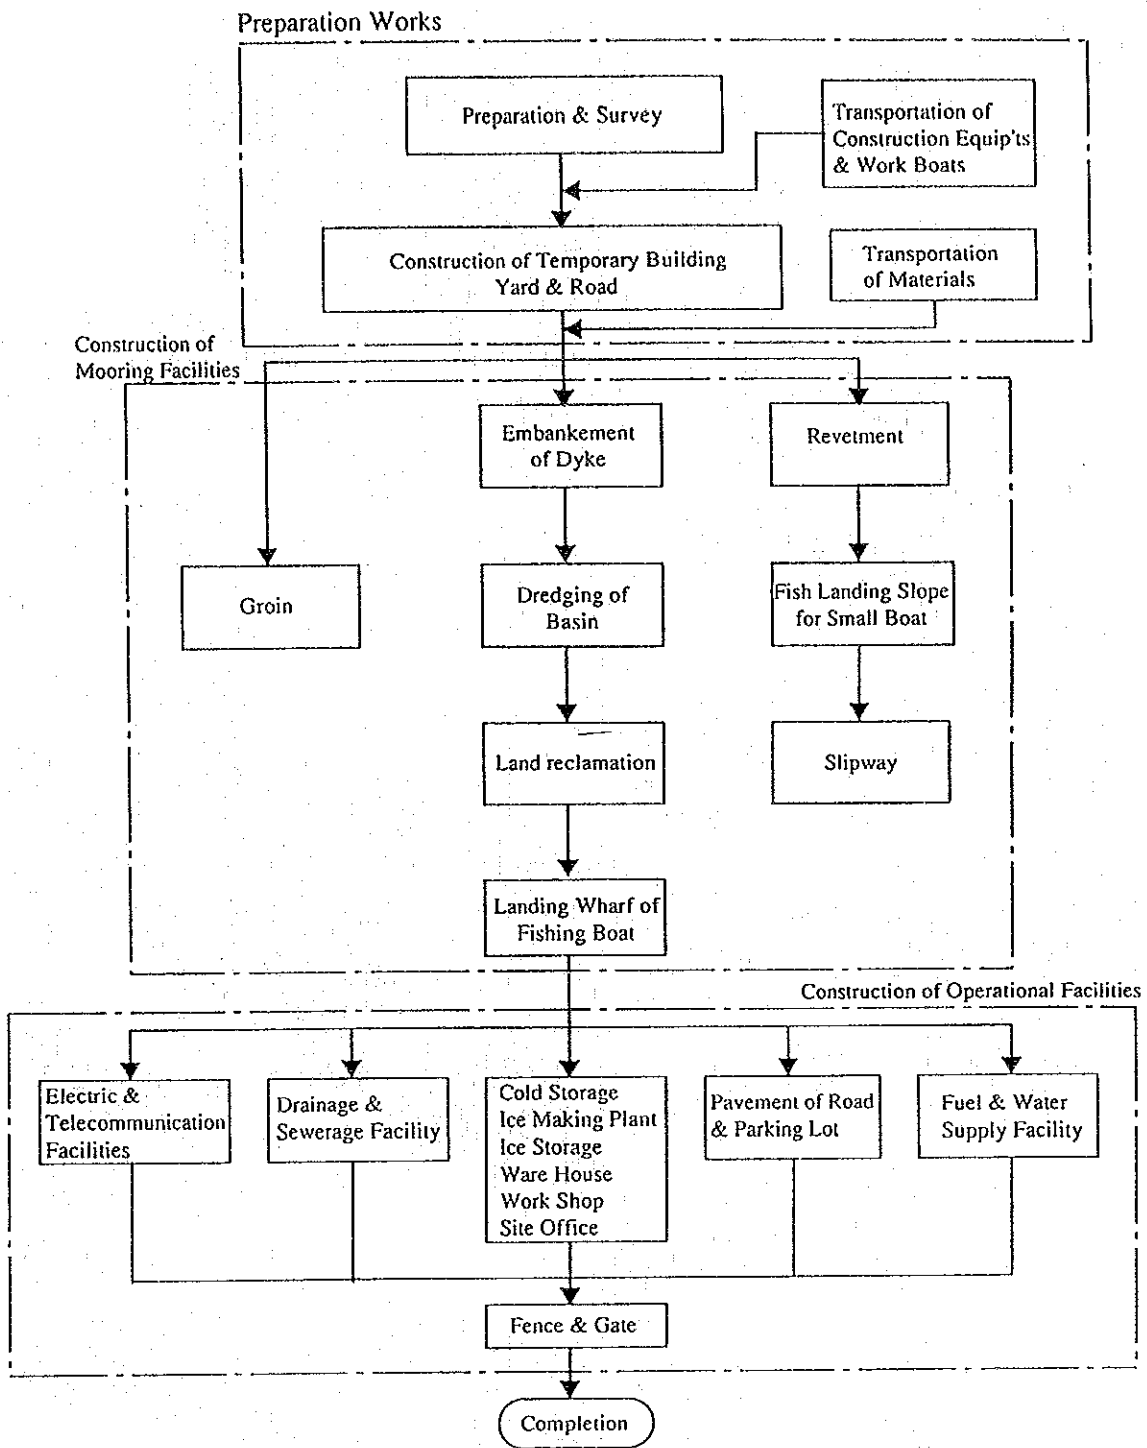 Preparation Works
Preparation & Survey
Transportation of
Construction Equip'ts
& Work Boats
Construction of Temporary Building
Yard & Road
Transportation
of Materials
Construction of
Mooring Facilities
Embankement
of Dyke
Revetment
Groin
Dredging of
Basin
Fish Landing Slope
for Small Boat
Land reclamation
Slipway
Landing Wharf of
Fishing Boat
Construction of Operational Facilities
Electric &
Telecommunication
Facilities
Drainage &
Sewerage Facility
Cold Storage
Ice Making Plant
Ice Storage
Ware House
Work Shop
Site Office
Pavement of Road
& Parking Lot
Fuel & Water
Supply Facility
Fence & Gate
Completion